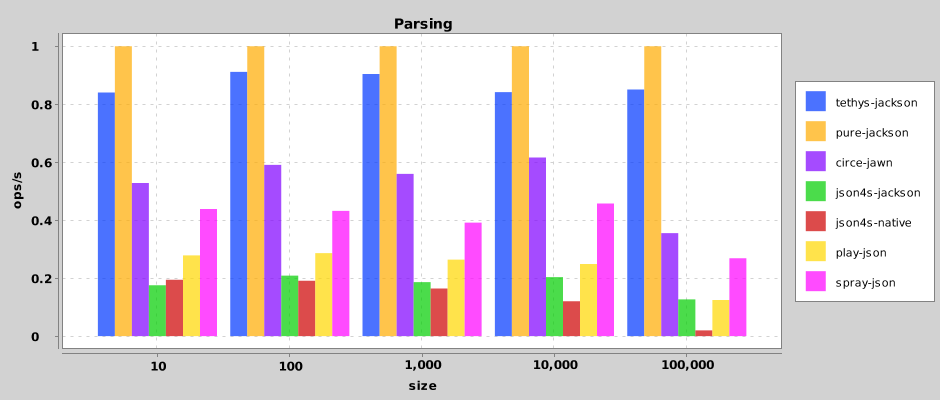 Parsing
1
0.8
0.6
0.4
0.2
0
ops/s
10
100
1,000
10,000
100,000
size
tethys-jackson
pure-jackson
circe-jawn
json4s-jackson
json4s-native
play-json
spray-json